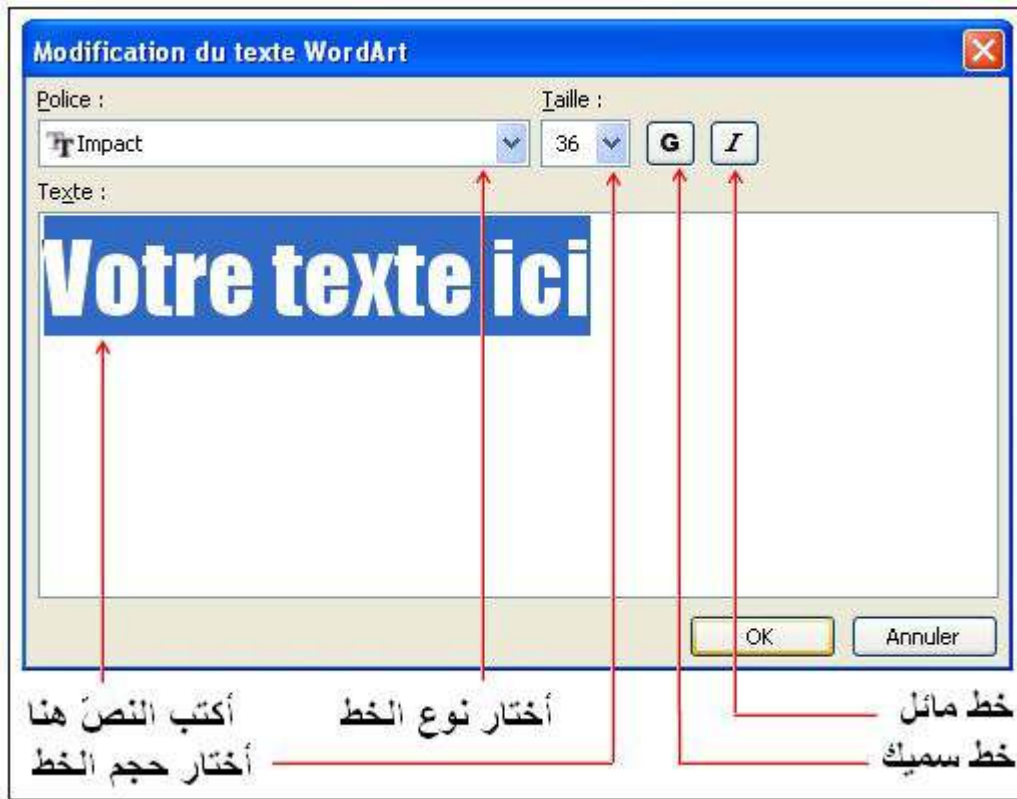 Modification du texte WordArt
Police :
Taille :
Impact
36
G
I
Texte :
Votre texte ici
OK
Annuler
خط مائل
أختار نوع الخط
أكتب النصّ هنا
خط سميك
أختار حجم الخط